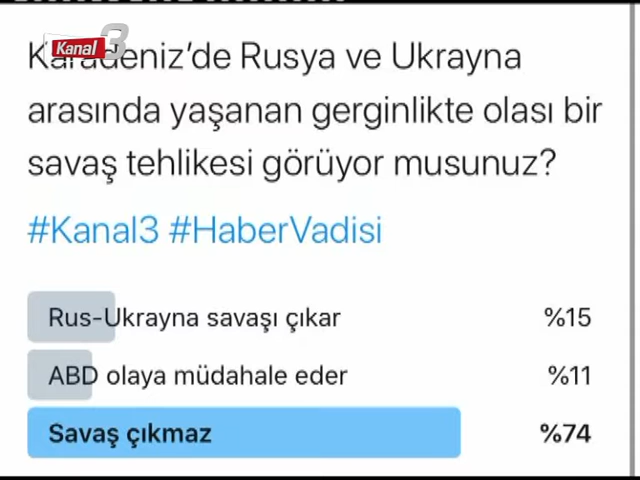 Kanal 3
Karadeniz'de Rusya ve Ukrayna
arasında yaşanan gerginlikte olası bir
savaş tehlikesi görüyor musunuz?
#Kanal3 #HaberVadisi
Rus-Ukrayna savaşı çıkar %15
ABD olaya müdahale eder %11
Savaş çıkmaz %74